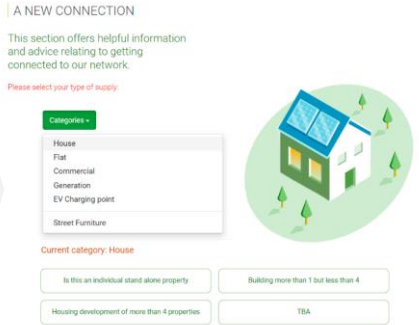 A NEW CONNECTION
This section offers helpful information
and advice relating to getting
connected to our network.
Please select your type of supply:
Categories
House
Flat
Commercial
Generation
EV Charging point
Street Furniture
Current category: House
Is this an individual stand alone property
Building more than 1 but less than 4
Housing development of more than 4 properties
TBA